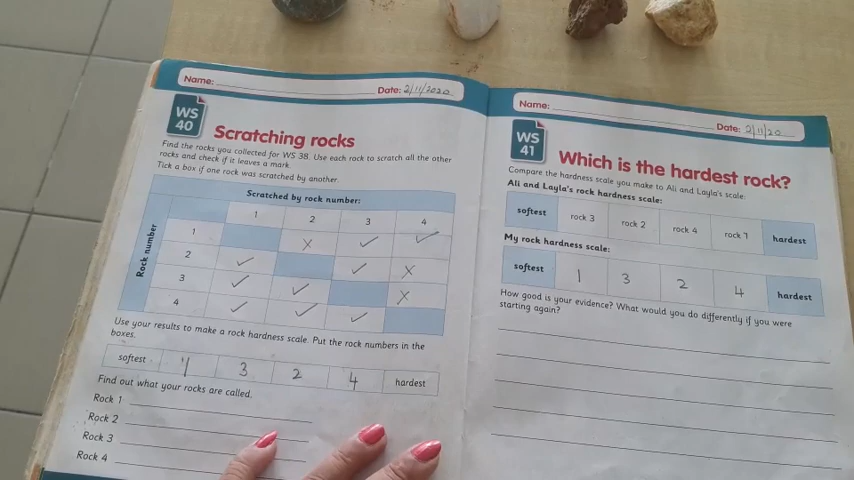 Name:
Date: 2/11/2020
WS
40
Scratching rocks
Find the rocks you collected for WS 38. Use each rock to scratch all the other
rocks and check if it leaves a mark.
Tick a box if one rock was scratched by another.
Scratched by rock number:
1 2 3 4
Rock number
1 X ✓ ✓
2 ✓ ✓ X
3 ✓ ✓ X
4 ✓ ✓ ✓
Use your results to make a rock hardness scale. Put the rock numbers in the
boxes.
softest 1 3 2 4 hardest
Find out what your rocks are called.
Rock 1
Rock 2
Rock 3
Rock 4
Name:
Date: 2/11/20
WS
41
Which is the hardest rock?
Compare the hardness scale you make to Ali and Layla's scale.
Ali and Layla's rock hardness scale:
softest rock 3 rock 2 rock 4 rock 1 hardest
My rock hardness scale:
softest 1 3 2 4 hardest
How good is your evidence? What would you do differently if you were
starting again?